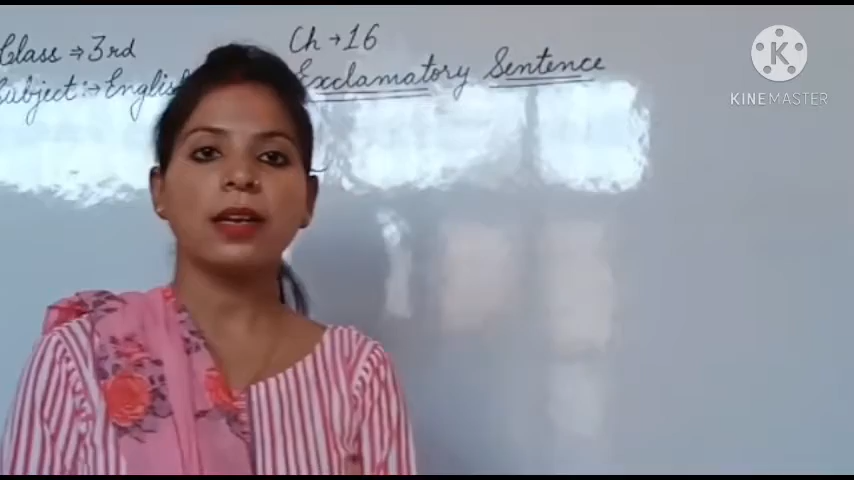 Class ⇒ 3rd
Ch → 16
Subject :→ English
Exclamatory Sentence
KINEMASTER